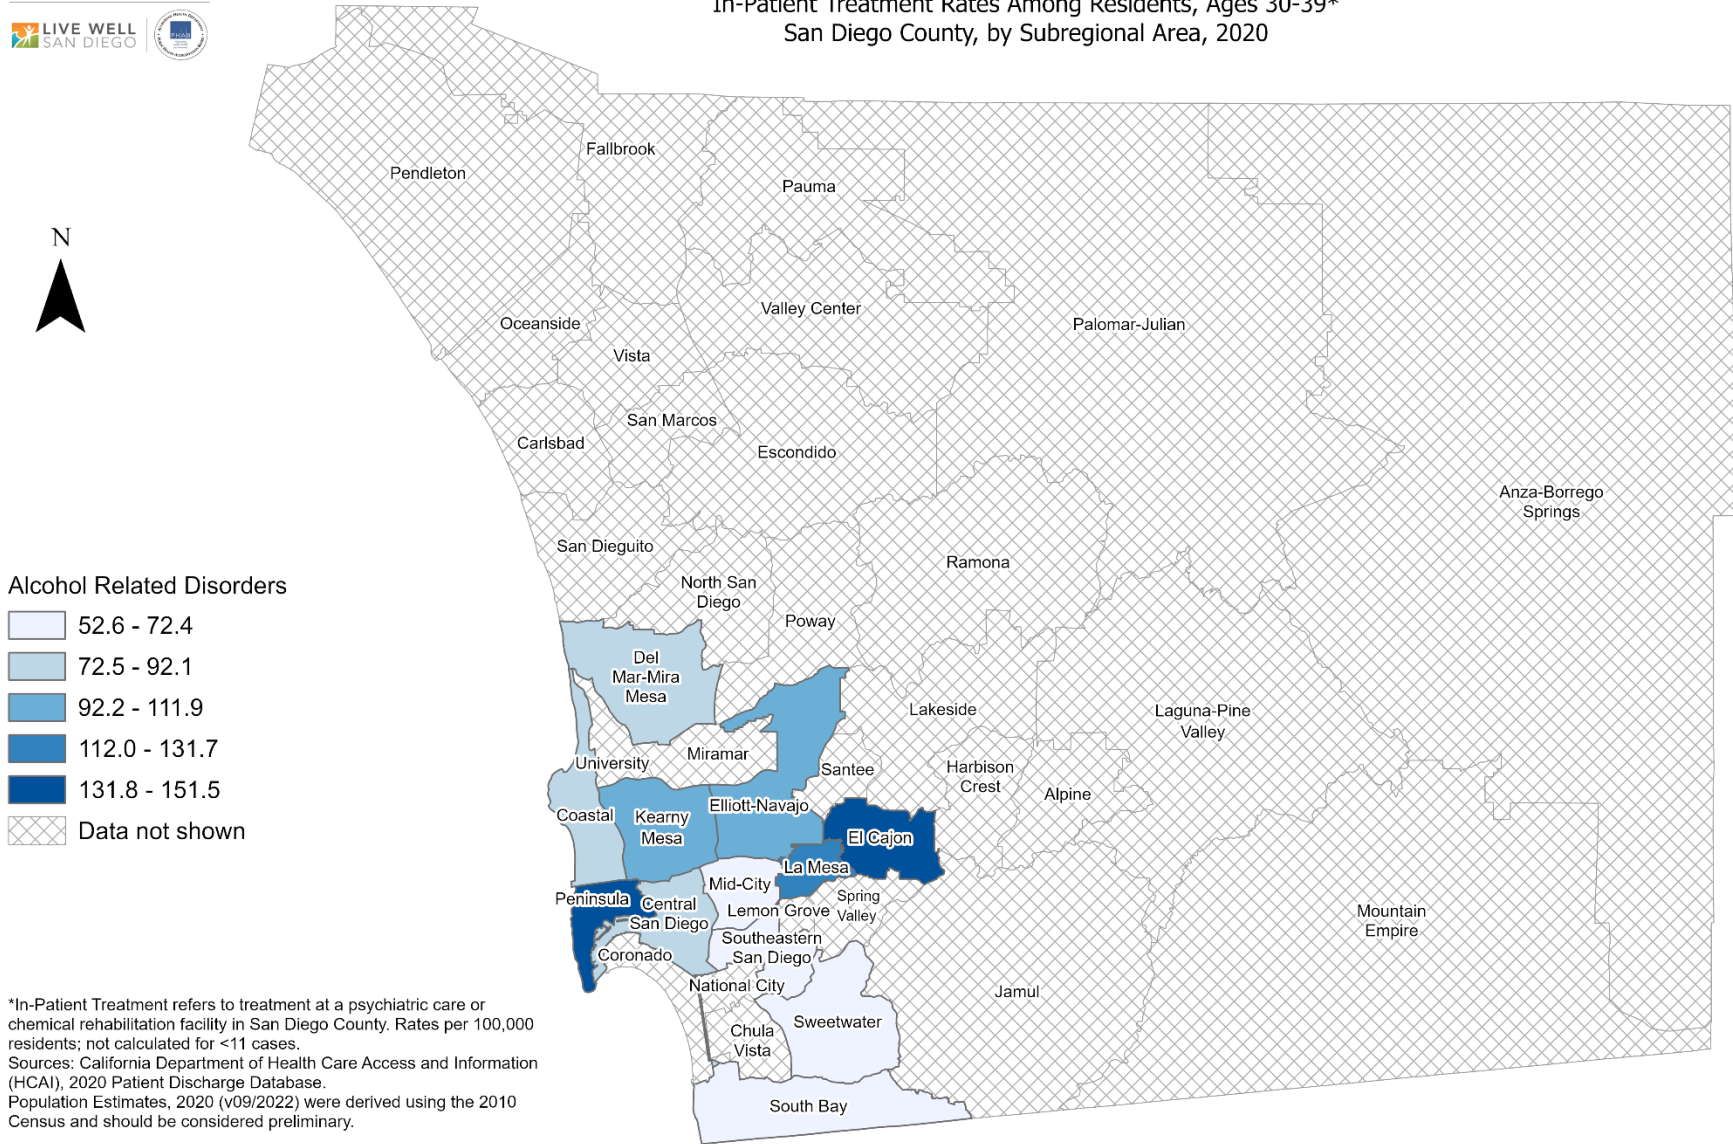 In-Patient Treatment Rates Among Residents, Ages 30-39*
San Diego County, by Subregional Area, 2020
LIVE WELL
SAN DIEGO
PHAB
N
Pendleton
Fallbrook
Pauma
Oceanside
Vista
Valley Center
Palomar-Julian
San Marcos
Carlsbad
Escondido
Anza-Borrego
Springs
San Dieguito
North San
Diego
Ramona
Poway
Del
Mar-Mira
Mesa
Lakeside
Laguna-Pine
Valley
University
Miramar
Santee
Harbison
Crest
Alpine
Coastal
Kearny
Mesa
Elliott-Navajo
El Cajon
La Mesa
Mid-City
Peninsula
Central
San Diego
Lemon Grove
Spring
Valley
Mountain
Empire
Southeastern
San Diego
Coronado
National City
Jamul
Chula
Vista
Sweetwater
South Bay
Alcohol Related Disorders
52.6 - 72.4
72.5 - 92.1
92.2 - 111.9
112.0 - 131.7
131.8 - 151.5
Data not shown
*In-Patient Treatment refers to treatment at a psychiatric care or
chemical rehabilitation facility in San Diego County. Rates per 100,000
residents; not calculated for <11 cases.
Sources: California Department of Health Care Access and Information
(HCAI), 2020 Patient Discharge Database.
Population Estimates, 2020 (v09/2022) were derived using the 2010
Census and should be considered preliminary.